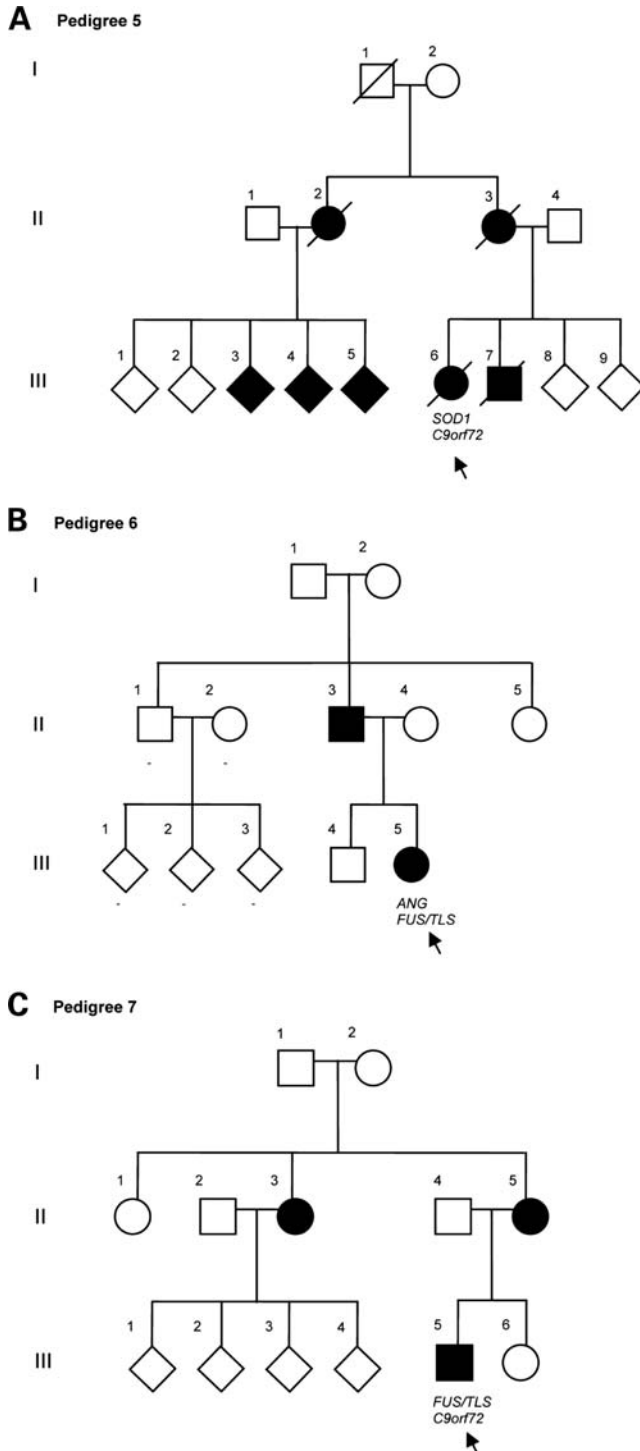 A Pedigree 5
I
1 2
II
1 2 3 4
III
1 2 3 4 5 6 7 8 9
SOD1
C9orf72
B Pedigree 6
I
1 2
II
1 2 3 4 5
- -
III
1 2 3 4 5
- - -
ANG
FUS/TLS
C Pedigree 7
I
1 2
II
1 2 3 4 5
III
1 2 3 4 5 6
FUS/TLS
C9orf72